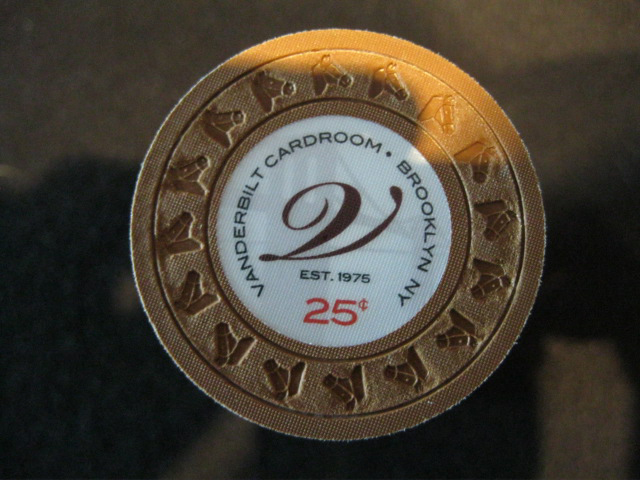 VANDERBILT CARDROOM • BROOKLYN NY
V
EST. 1975
25¢